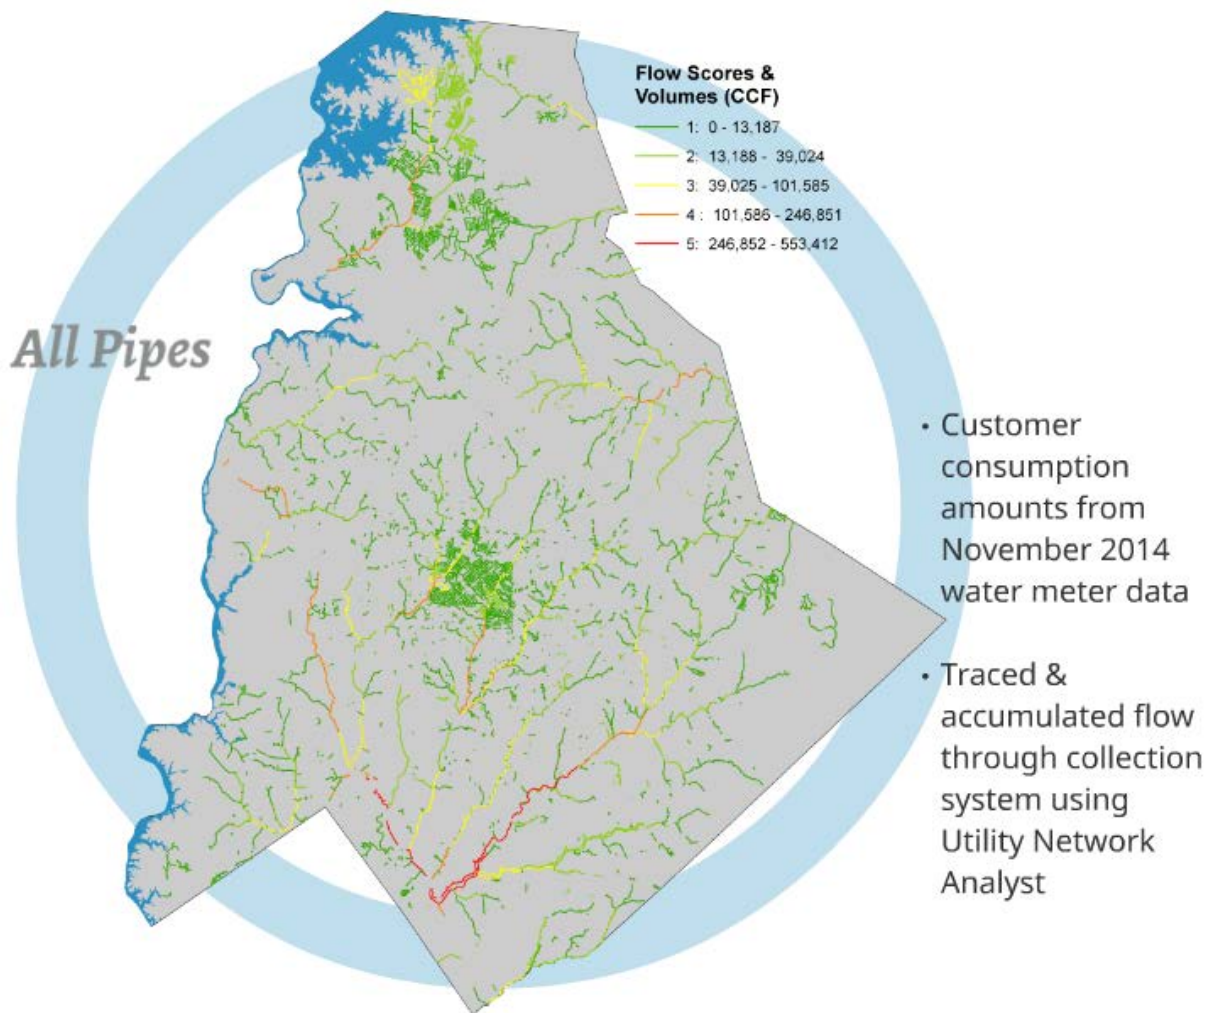 Flow Scores &
Volumes (CCF)
1: 0 - 13,187
2: 13,188 - 39,024
3: 39,025 - 101,585
4 : 101,586 - 246,851
5: 246,852 - 553,412
All Pipes
• Customer
consumption
amounts from
November 2014
water meter data
• Traced &
accumulated flow
through collection
system using
Utility Network
Analyst